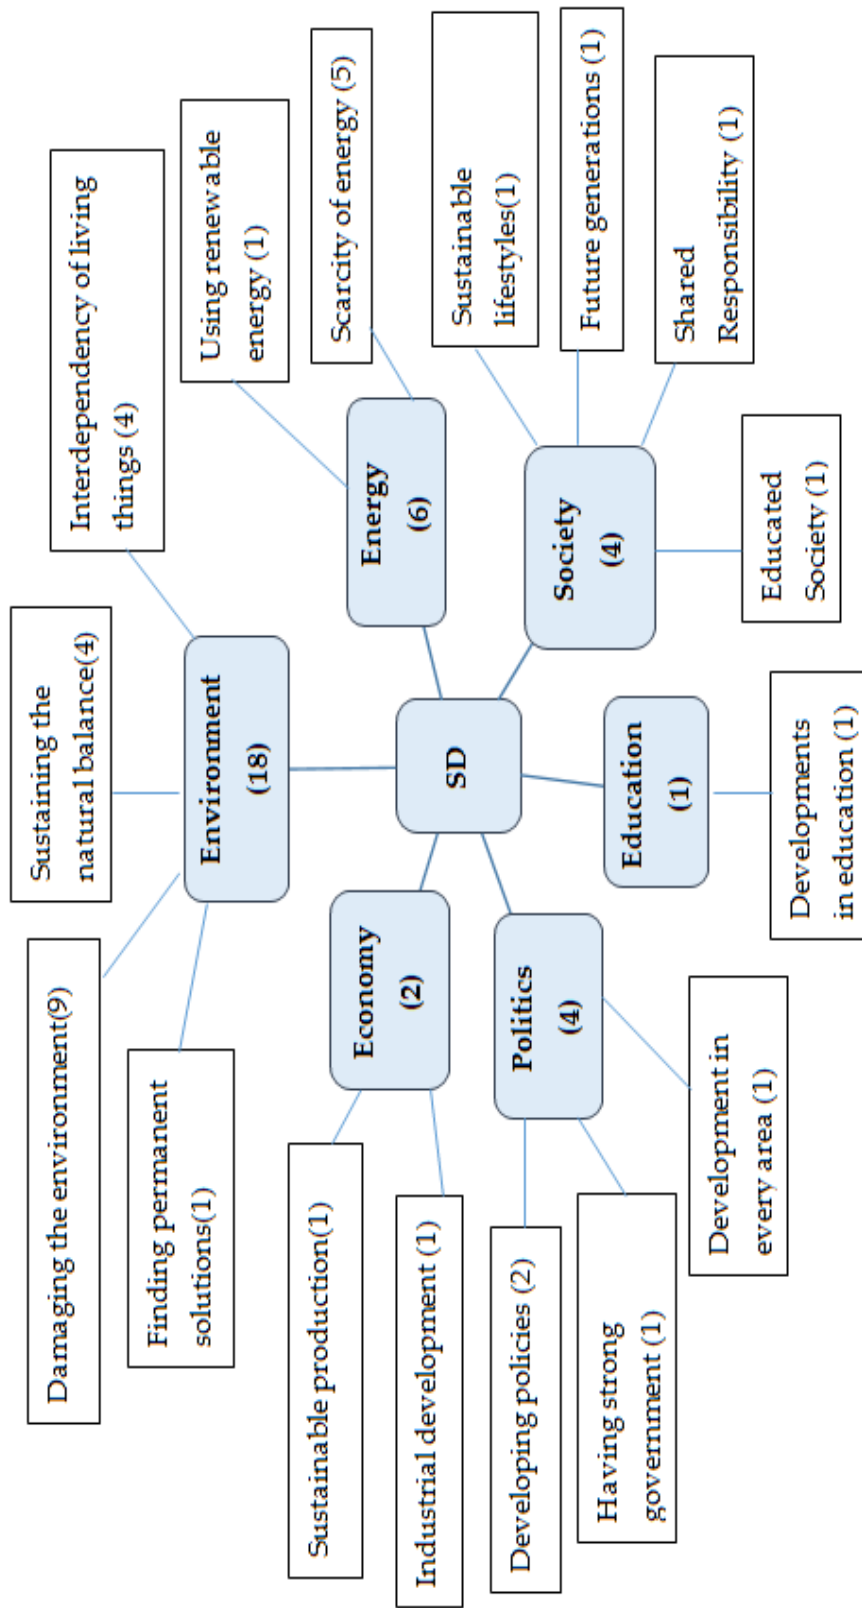 Damaging the environment(9)
Sustaining the
natural balance(4)
Interdependency of living
things (4)
Finding permanent
solutions(1)
Environment
(18)
Using renewable
energy (1)
Scarcity of energy (5)
Energy
(6)
Sustainable production(1)
Industrial development (1)
Economy
(2)
SD
Sustainable
lifestyles(1)
Future generations (1)
Shared
Responsibility (1)
Society
(4)
Educated
Society (1)
Developing policies (2)
Having strong
government (1)
Politics
(4)
Development in
every area (1)
Education
(1)
Developments
in education (1)